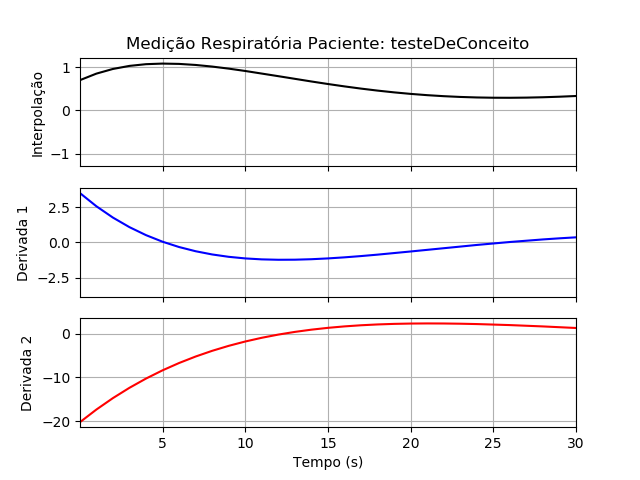 Medição Respiratória Paciente: testeDeConceito
Interpolação
1
0
−1
Derivada 1
2.5
0.0
−2.5
Derivada 2
0
−10
−20
5 10 15 20 25 30
Tempo (s)